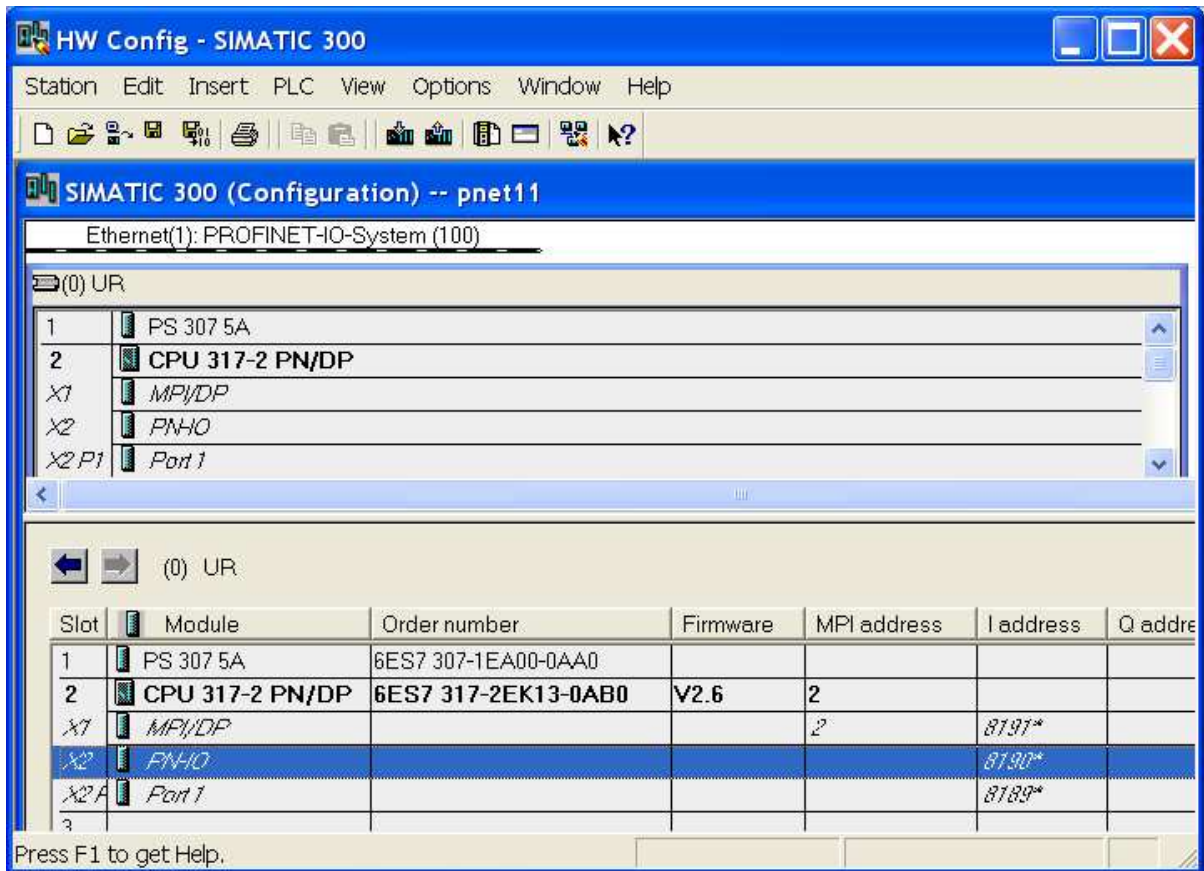 HW Config - SIMATIC 300
Station Edit Insert PLC View Options Window Help
SIMATIC 300 (Configuration) -- pnet11
Ethernet(1): PROFINET-IO-System (100)
(0) UR
1 PS 307 5A
2 CPU 317-2 PN/DP
X1 MPI/DP
X2 PN-IO
X2 P1 Port 1
(0) UR
Slot Module Order number Firmware MPI address I address Q addre
1 PS 307 5A 6ES7 307-1EA00-0AA0
2 CPU 317-2 PN/DP 6ES7 317-2EK13-0AB0 V2.6 2
X1 MPI/DP 2 8191*
X2 PN-IO 8190*
X2 P Port 1 8189*
3
Press F1 to get Help.